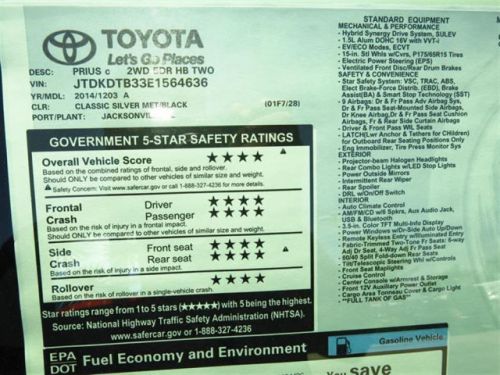 TOYOTA
Let's Go Places
DESC: PRIUS c 2WD 5DR HB TWO
VIN: JTDKDTB33E1564636
YR/MDL: 2014/1203 A
CLR: CLASSIC SILVER MET/BLACK (01F7/28)
PORT/PLANT: JACKSONVILLE
GOVERNMENT 5-STAR SAFETY RATINGS
Overall Vehicle Score ★★★★ ⚠
Based on the combined ratings of frontal, side and rollover.
Should ONLY be compared to other vehicles of similar size and weight.
⚠Safety Concern: Visit www.safercar.gov or call 1-888-327-4236 for more details.
Frontal Driver ★★★★
Crash Passenger ★★★★
Based on the risk of injury in a frontal impact.
Should ONLY be compared to other vehicles of similar size and weight.
Side Front seat ★★★★ ⚠
Crash Rear seat ★★★★
Based on the risk of injury in a side impact.
Rollover ★★★★
Based on the risk of rollover in a single-vehicle crash.
Star ratings range from 1 to 5 stars (★★★★★) with 5 being the highest.
Source: National Highway Traffic Safety Administration (NHTSA).
www.safercar.gov or 1-888-327-4236
EPA
DOT Fuel Economy and Environment
Gasoline Vehicle
You save
STANDARD EQUIPMENT
MECHANICAL & PERFORMANCE
- Hybrid Synergy Drive System, SULEV
- 1.5L Alum DOHC 16V with VVT-i
- EV/ECO Modes, ECVT
- 15-in. Stl Whls w/Cvrs, P175/65R15 Tires
- Electric Power Steering (EPS)
- Ventilated Front Disc/Rear Drum Brakes
SAFETY & CONVENIENCE
- Star Safety System: VSC, TRAC, ABS,
Elect Brake-Force Distrib. (EBD), Brake
Assist(BA) & Smart Stop Technology (SST)
- 9 Airbags: Dr & Fr Pass Adv Airbag Sys,
Dr & Fr Pass Seat-Mounted Side Airbags,
Dr Knee Airbag, Dr & Fr Pass Seat Cushion
Airbags, Fr & Rear Side Curtain Airbags
- Driver & Front Pass WIL Seats
- LATCH(Lwr Anchor & Tethers for Children)
for Outboard Rear Seating Positions Only
- Eng Immobilizer, Tire Press Monitor Sys
EXTERIOR
- Projector-beam Halogen Headlights
- Rear Combo Lights w/LED Stop Lights
- Power Outside Mirrors
- Intermittent Rear Wiper
- Rear Spoiler
- DRL w/On/Off Switch
INTERIOR
- Auto Climate Control
- AM/FM/CD w/6 Spkrs, Aux Audio Jack,
USB & Bluetooth
- 3.5-in. Color TFT Multi-Info Display
- Power Windows w/Dr-Side Auto Up/Down
- Remote Keyless Entry w/Illuminated Entry
- Fabric-Trimmed Two-Tone Fr Seats: 6-way
Adj Dr Seat, 4-Way Adj Fr Pass Seat
- 60/40 Split Fold-down Rear Seats
- Tilt/Telescopic Steering Whl w/Controls
- Front Seat Maplights
- Cruise Control
- Center Console w/Armrest & Storage
- Front 12V Auxiliary Power Outlet
- Cargo Area Tonneau Cover & Cargo Light
**FULL TANK OF GAS**